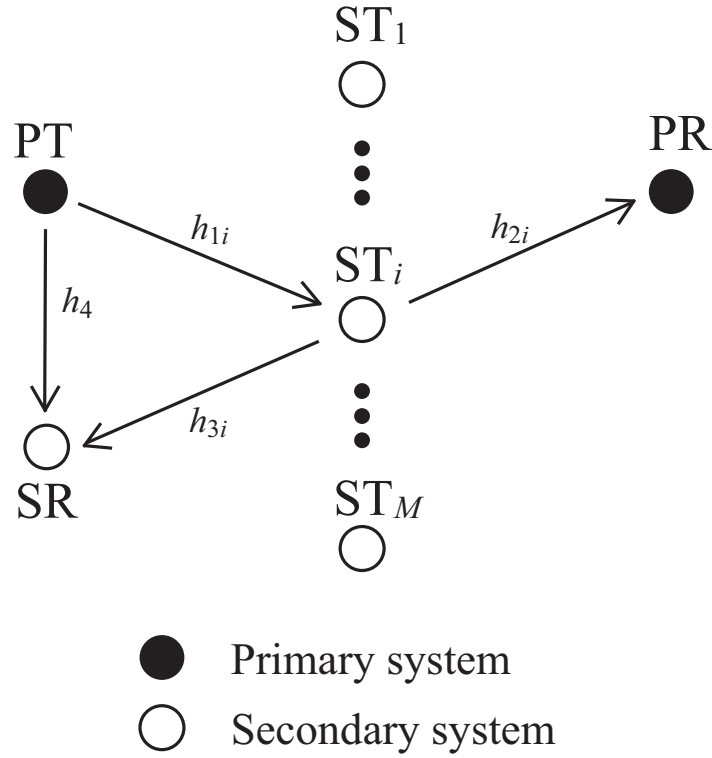 ST1
PT
PR
h1i
h2i
STi
h4
h3i
SR
STM
Primary system
Secondary system